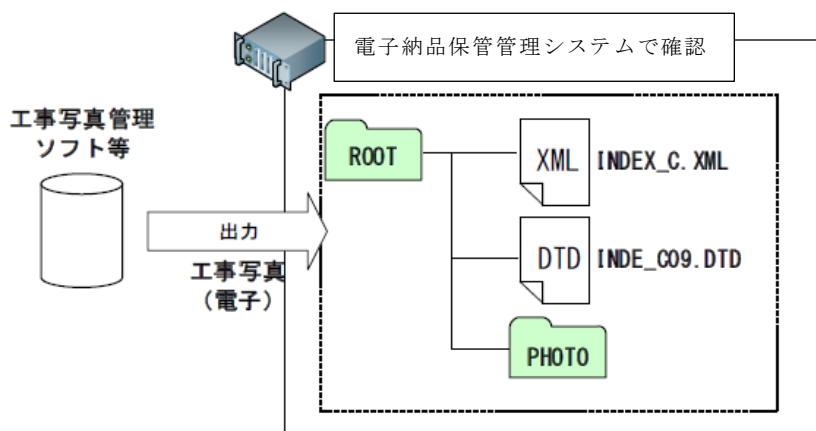 電子納品保管管理システムで確認
工事写真管理
ソフト等
ROOT
XML
INDEX_C.XML
出力
工事写真
（電子）
DTD
INDE_C09.DTD
PHOTO